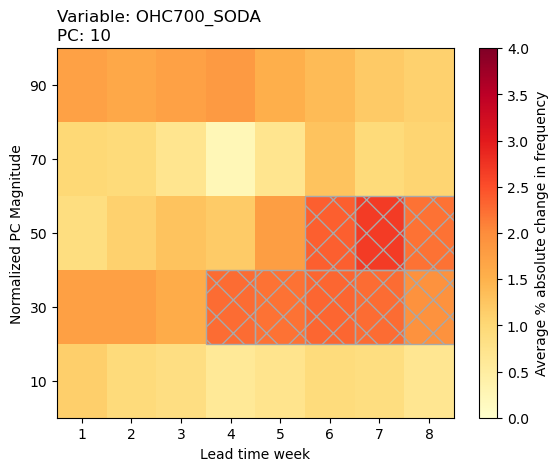 Variable: OHC700_SODA
PC: 10
Normalized PC Magnitude
90
70
50
30
10
1 2 3 4 5 6 7 8
Lead time week
4.0
3.5
3.0
2.5
2.0
1.5
1.0
0.5
0.0
Average % absolute change in frequency